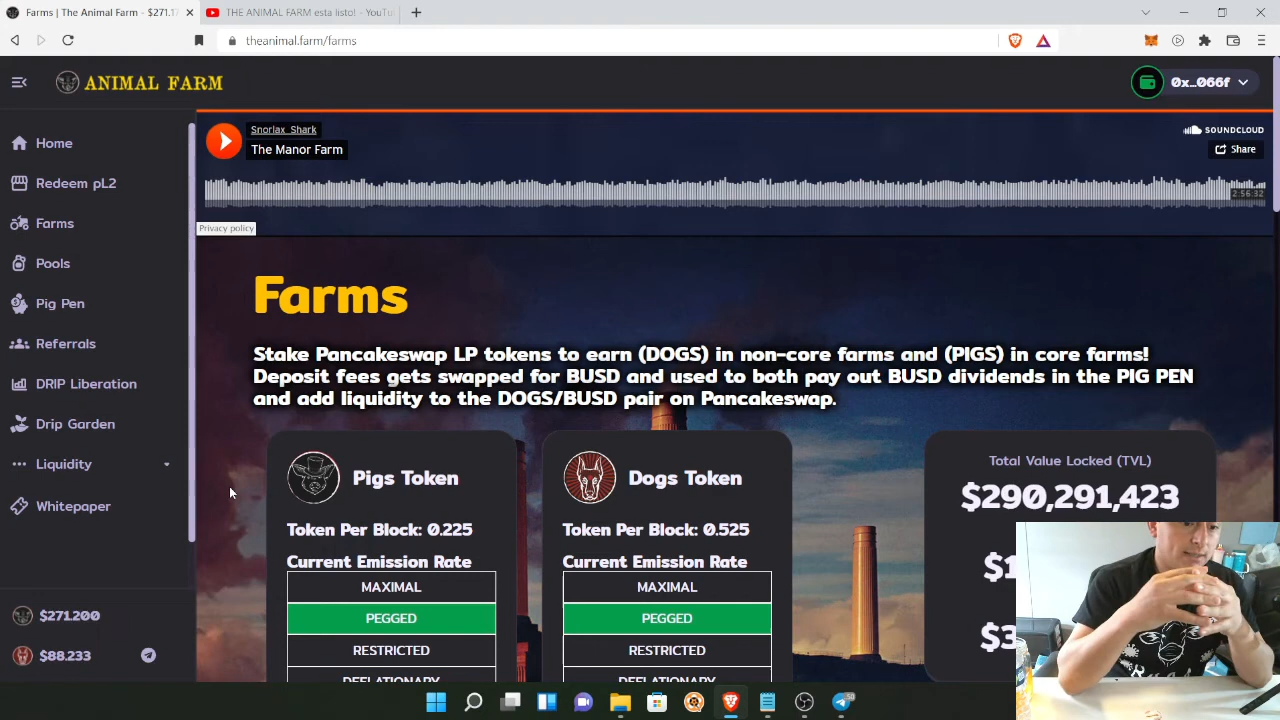 Farms | The Animal Farm - $271.17
THE ANIMAL FARM esta listo! - YouTu
theanimal.farm/farms
ANIMAL FARM
0x..066f
Home
Redeem pL2
Farms
Pools
Pig Pen
Referrals
DRIP Liberation
Drip Garden
Liquidity
Whitepaper
$271.200
$88.233
Snorlax_Shark
The Manor Farm
SOUNDCLOUD
Share
2:56:32
Privacy policy
Farms
Stake Pancakeswap LP tokens to earn (DOGS) in non-core farms and (PIGS) in core farms!
Deposit fees gets swapped for BUSD and used to both pay out BUSD dividends in the PIG PEN
and add liquidity to the DOGS/BUSD pair on Pancakeswap.
Pigs Token
Token Per Block: 0.225
Current Emission Rate
MAXIMAL
PEGGED
RESTRICTED
DEFLATIONARY
Dogs Token
Token Per Block: 0.525
Current Emission Rate
MAXIMAL
PEGGED
RESTRICTED
DEFLATIONARY
Total Value Locked (TVL)
$290,291,423
50